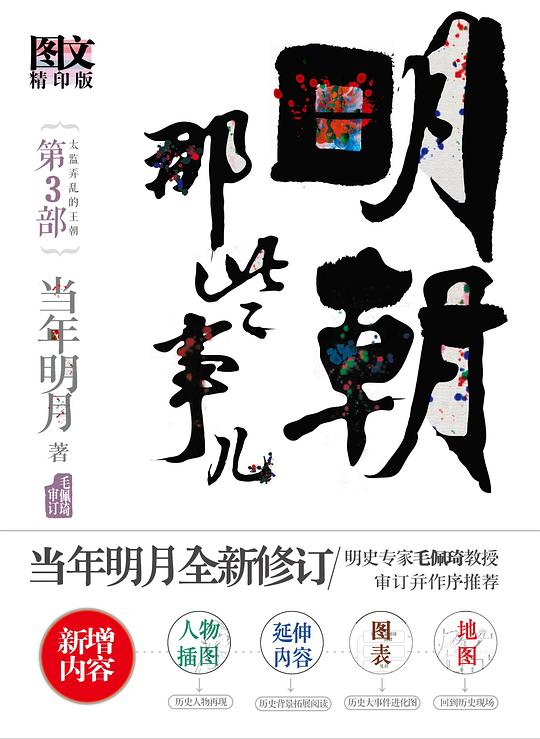 图文
精印版
明朝
那些事儿
太监弄乱的王朝
第3部
当年明月 著
毛佩琦
审订
当年明月全新修订/明史专家毛佩琦教授
审订并作序推荐
新增
内容
人物
插图
延伸
内容
图
表
地
图
历史人物再现
历史背景拓展阅读
历史大事件进化图
回到历史现场